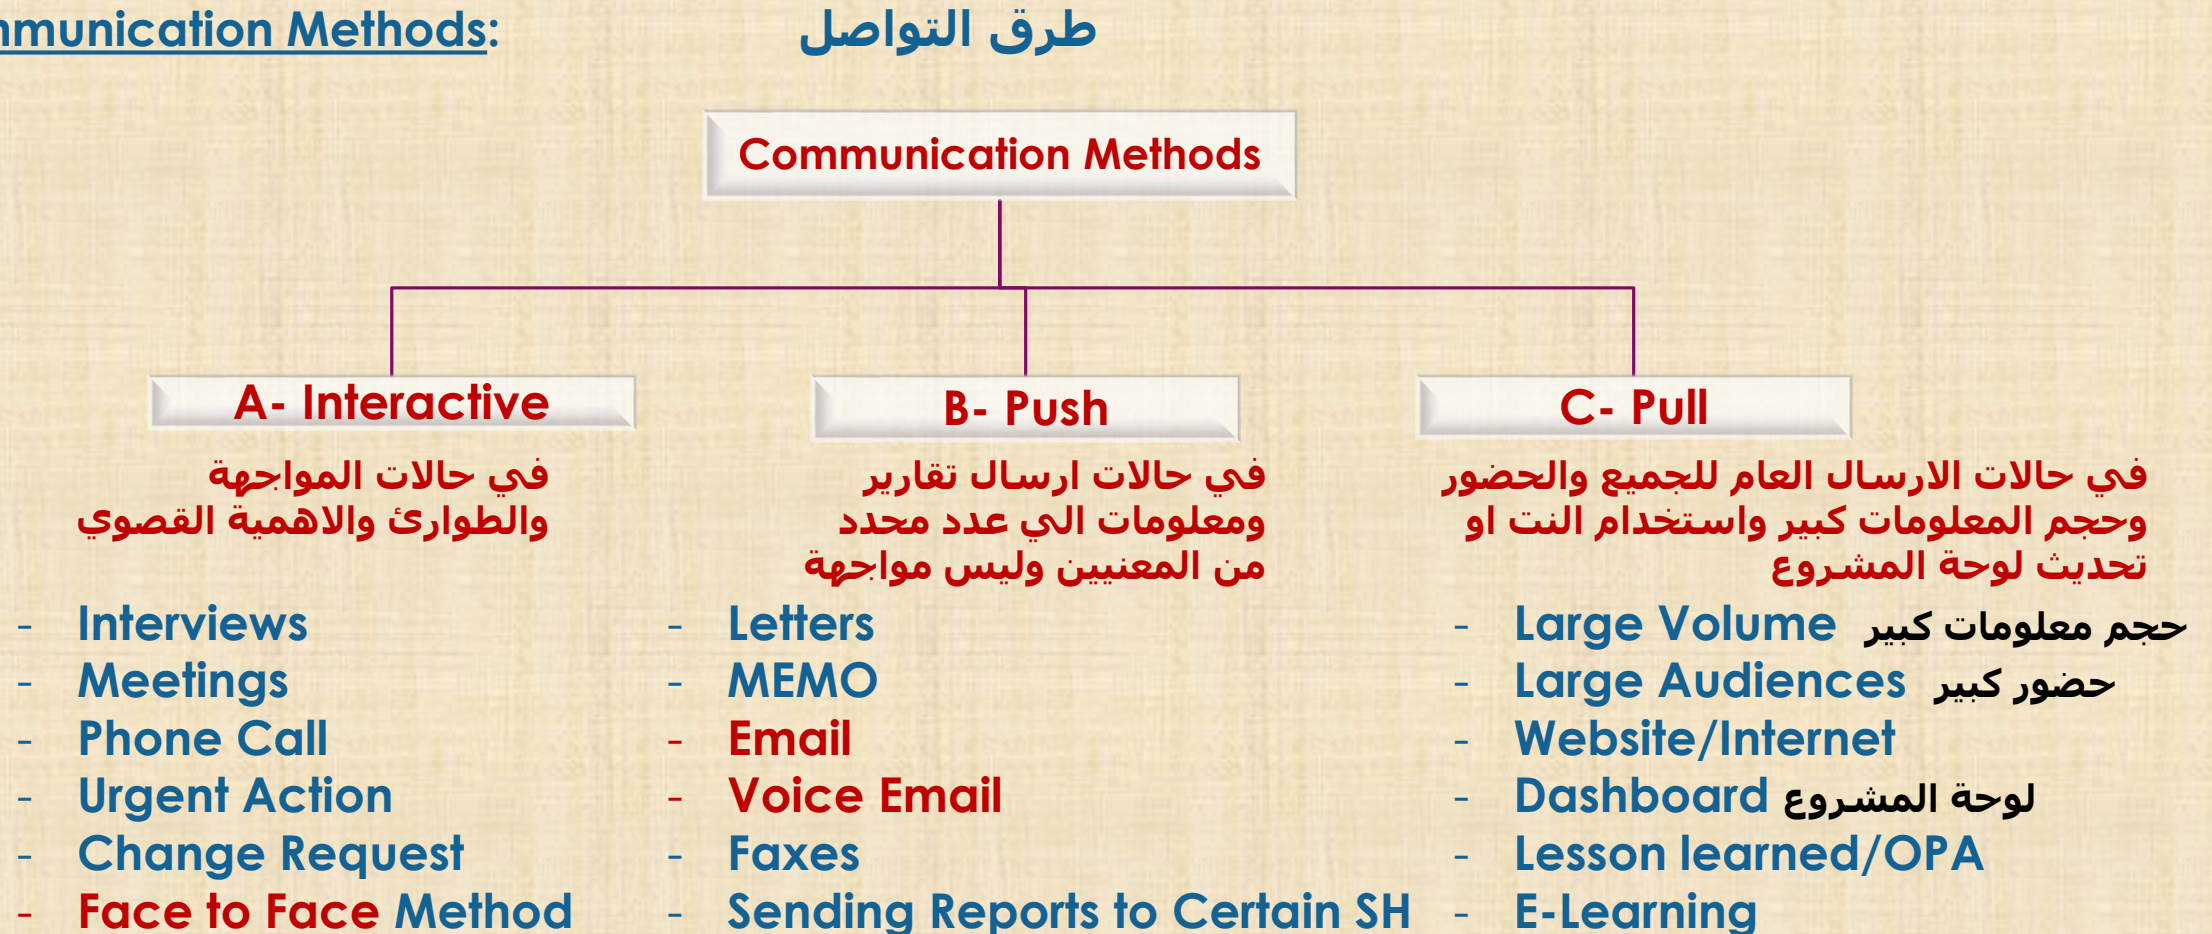 mmunication Methods:
طرق التواصل
Communication Methods
A- Interactive
في حالات المواجهة
والطوارئ والاهمية القصوي
- Interviews
- Meetings
- Phone Call
- Urgent Action
- Change Request
- Face to Face Method
B- Push
في حالات ارسال تقارير
ومعلومات الي عدد محدد
من المعنيين وليس مواجهة
- Letters
- MEMO
- Email
- Voice Email
- Faxes
- Sending Reports to Certain SH
C- Pull
في حالات الارسال العام للجميع والحضور
وحجم المعلومات كبير واستخدام النت او
تحديث لوحة المشروع
- Large Volume حجم معلومات كبير
- Large Audiences حضور كبير
- Website/Internet
- Dashboard لوحة المشروع
- Lesson learned/OPA
- E-Learning